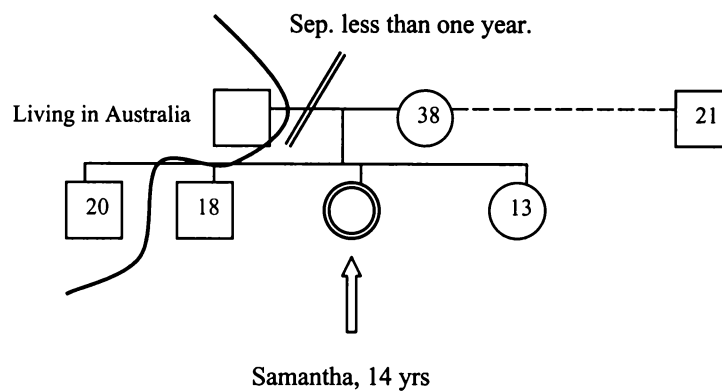 Sep. less than one year.
Living in Australia
38
21
20
18
13
Samantha, 14 yrs